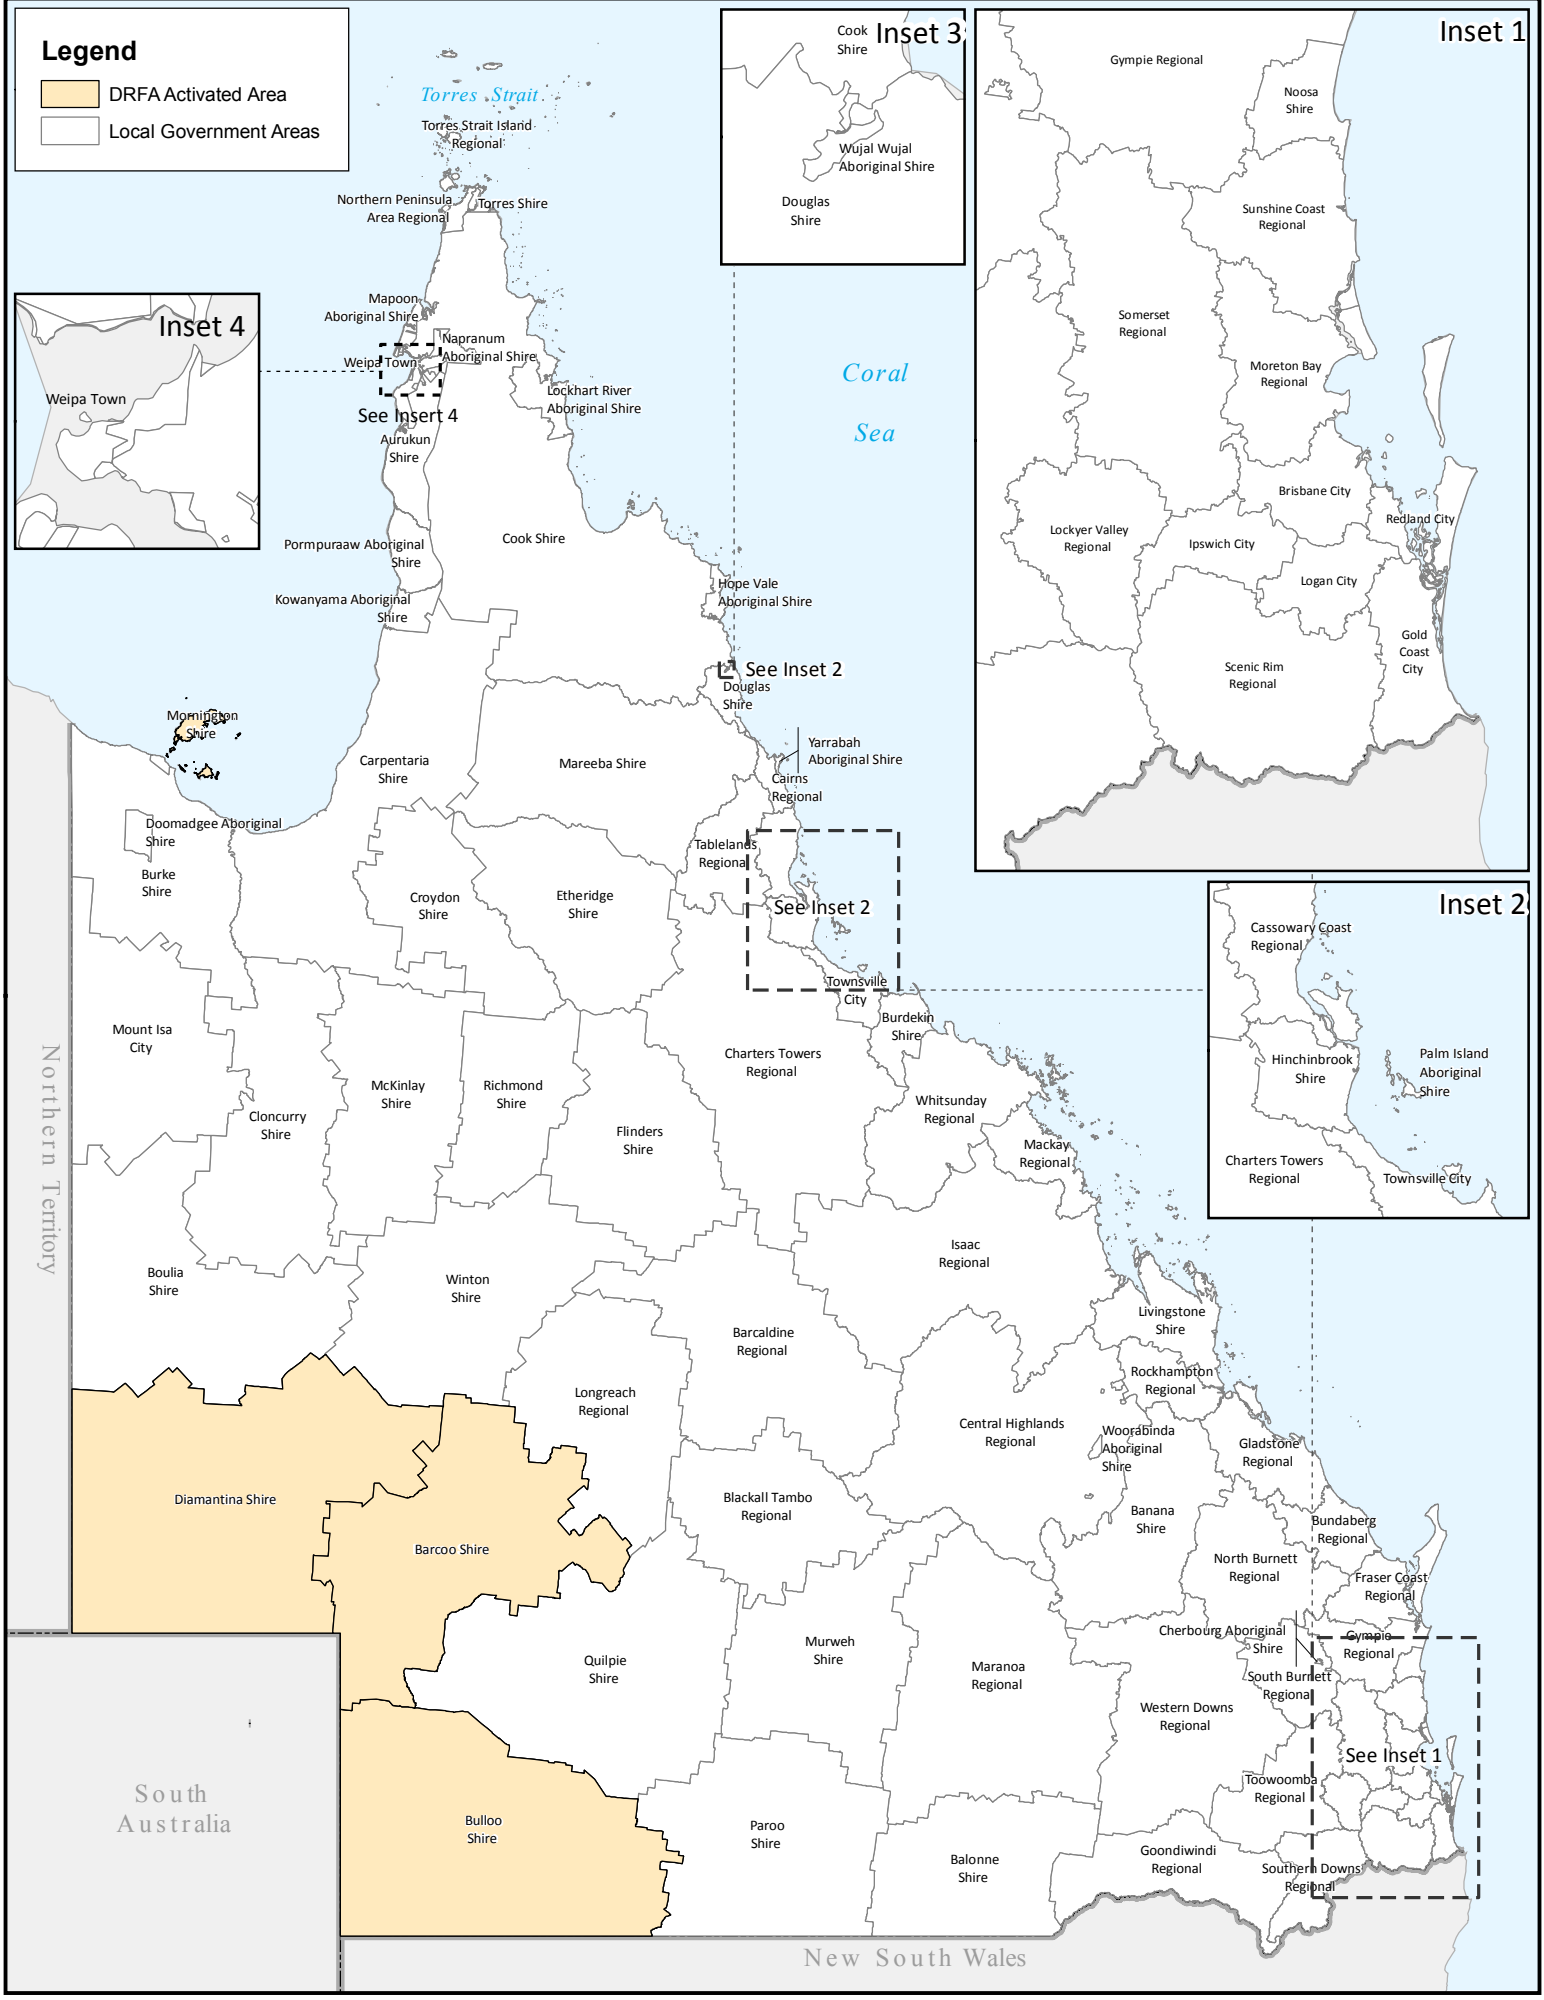 Legend
DRFA Activated Area
Local Government Areas
Inset 3
Cook
Shire
Wujal Wujal
Aboriginal Shire
Douglas
Shire
Inset 1
Gympie Regional
Noosa
Shire
Sunshine Coast
Regional
Somerset
Regional
Moreton Bay
Regional
Brisbane City
Redland City
Lockyer Valley
Regional
Ipswich City
Logan City
Gold
Coast
City
Scenic Rim
Regional
Inset 4
Weipa Town
Inset 2
Cassowary Coast
Regional
Hinchinbrook
Shire
Palm Island
Aboriginal
Shire
Charters Towers
Regional
Townsville City
Torres Strait
Torres Strait Island
Regional
Northern Peninsula
Area Regional
Torres Shire
Mapoon
Aboriginal Shire
Napranum
Aboriginal Shire
Weipa Town
Lockhart River
Aboriginal Shire
See Insert 4
Aurukun
Shire
Coral
Sea
Cook Shire
Pormpuraaw Aboriginal
Shire
Kowanyama Aboriginal
Shire
Hope Vale
Aboriginal Shire
See Inset 2
Douglas
Shire
Mornington
Shire
Carpentaria
Shire
Mareeba Shire
Yarrabah
Aboriginal Shire
Cairns
Regional
Doomadgee Aboriginal
Shire
Burke
Shire
Tablelands
Regional
Croydon
Shire
Etheridge
Shire
See Inset 2
Townsville
City
Burdekin
Shire
Mount Isa
City
Charters Towers
Regional
McKinlay
Shire
Richmond
Shire
Cloncurry
Shire
Flinders
Shire
Whitsunday
Regional
Mackay
Regional
Northern Territory
Boulia
Shire
Winton
Shire
Isaac
Regional
Livingstone
Shire
Barcaldine
Regional
Rockhampton
Regional
Longreach
Regional
Central Highlands
Regional
Woorabinda
Aboriginal
Shire
Gladstone
Regional
Diamantina Shire
Blackall Tambo
Regional
Banana
Shire
Bundaberg
Regional
Barcoo Shire
North Burnett
Regional
Fraser Coast
Regional
Cherbourg Aboriginal
Shire
Gympie
Regional
Quilpie
Shire
Murweh
Shire
Maranoa
Regional
South Burnett
Regional
Western Downs
Regional
See Inset 1
Toowoomba
Regional
South
Australia
Bulloo
Shire
Paroo
Shire
Balonne
Shire
Goondiwindi
Regional
Southern Downs
Regional
New South Wales